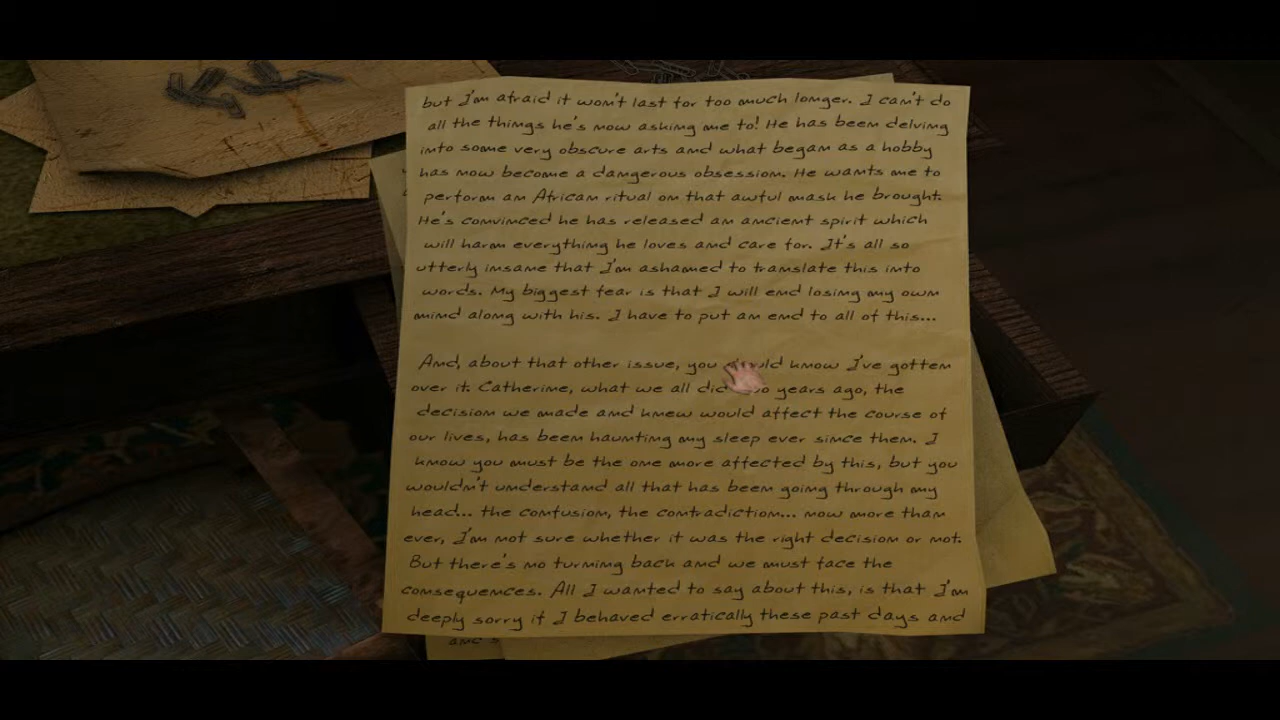 but I'm afraid it won't last for too much longer. I can't do
all the things he's now asking me to! He has been delving
into some very obscure arts and what began as a hobby
has now become a dangerous obsession. He wants me to
perform an African ritual on that awful mask he brought.
He's convinced he has released an ancient spirit which
will harm everything he loves and care for. It's all so
utterly insane that I'm ashamed to translate this into
words. My biggest fear is that I will end losing my own
mind along with his. I have to put an end to all of this...
And, about that other issue, you know I've gotten
over it. Catherine, what we all did years ago, the
decision we made and knew would affect the course of
our lives, has been haunting my sleep ever since then. I
know you must be the one more affected by this, but you
wouldn't understand all that has been going through my
head... the confusion, the contradiction... now more than
ever, I'm not sure whether it was the right decision or not.
But there's no turning back and we must face the
consequences. All I wanted to say about this, is that I'm
deeply sorry if I behaved erratically these past days and